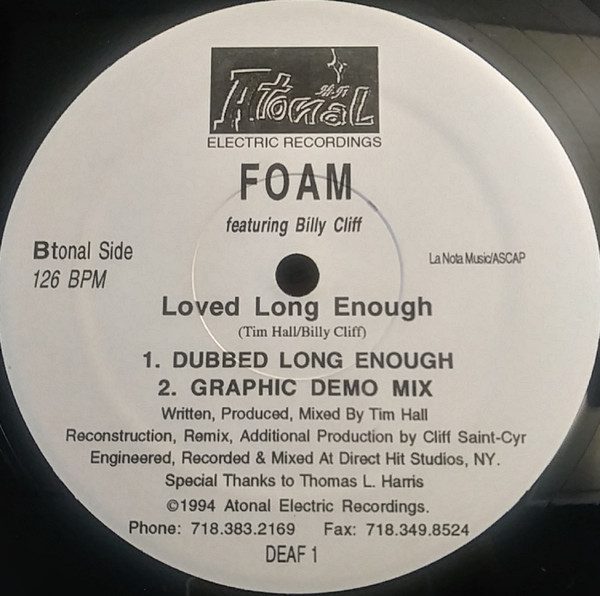 Atonal
Hi-Fi
ELECTRIC RECORDINGS
FOAM
featuring Billy Cliff
Btonal Side
126 BPM
La Nota Music/ASCAP
Loved Long Enough
(Tim Hall/Billy Cliff)
1. DUBBED LONG ENOUGH
2. GRAPHIC DEMO MIX
Written, Produced, Mixed By Tim Hall
Reconstruction, Remix, Additional Production by Cliff Saint-Cyr
Engineered, Recorded & Mixed At Direct Hit Studios, NY.
Special Thanks to Thomas L. Harris
©1994 Atonal Electric Recordings.
Phone: 718.383.2169 Fax: 718.349.8524
DEAF 1